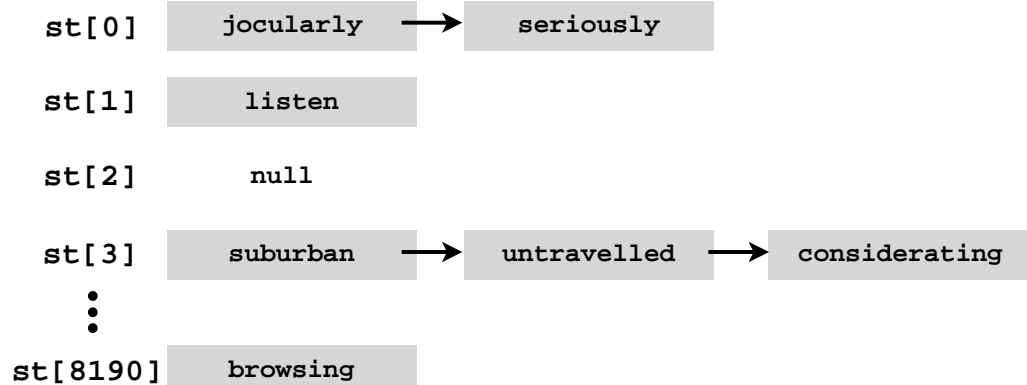 st[0] jocularly seriously
st[1] listen
st[2] null
st[3] suburban untravelled considerating
st[8190] browsing